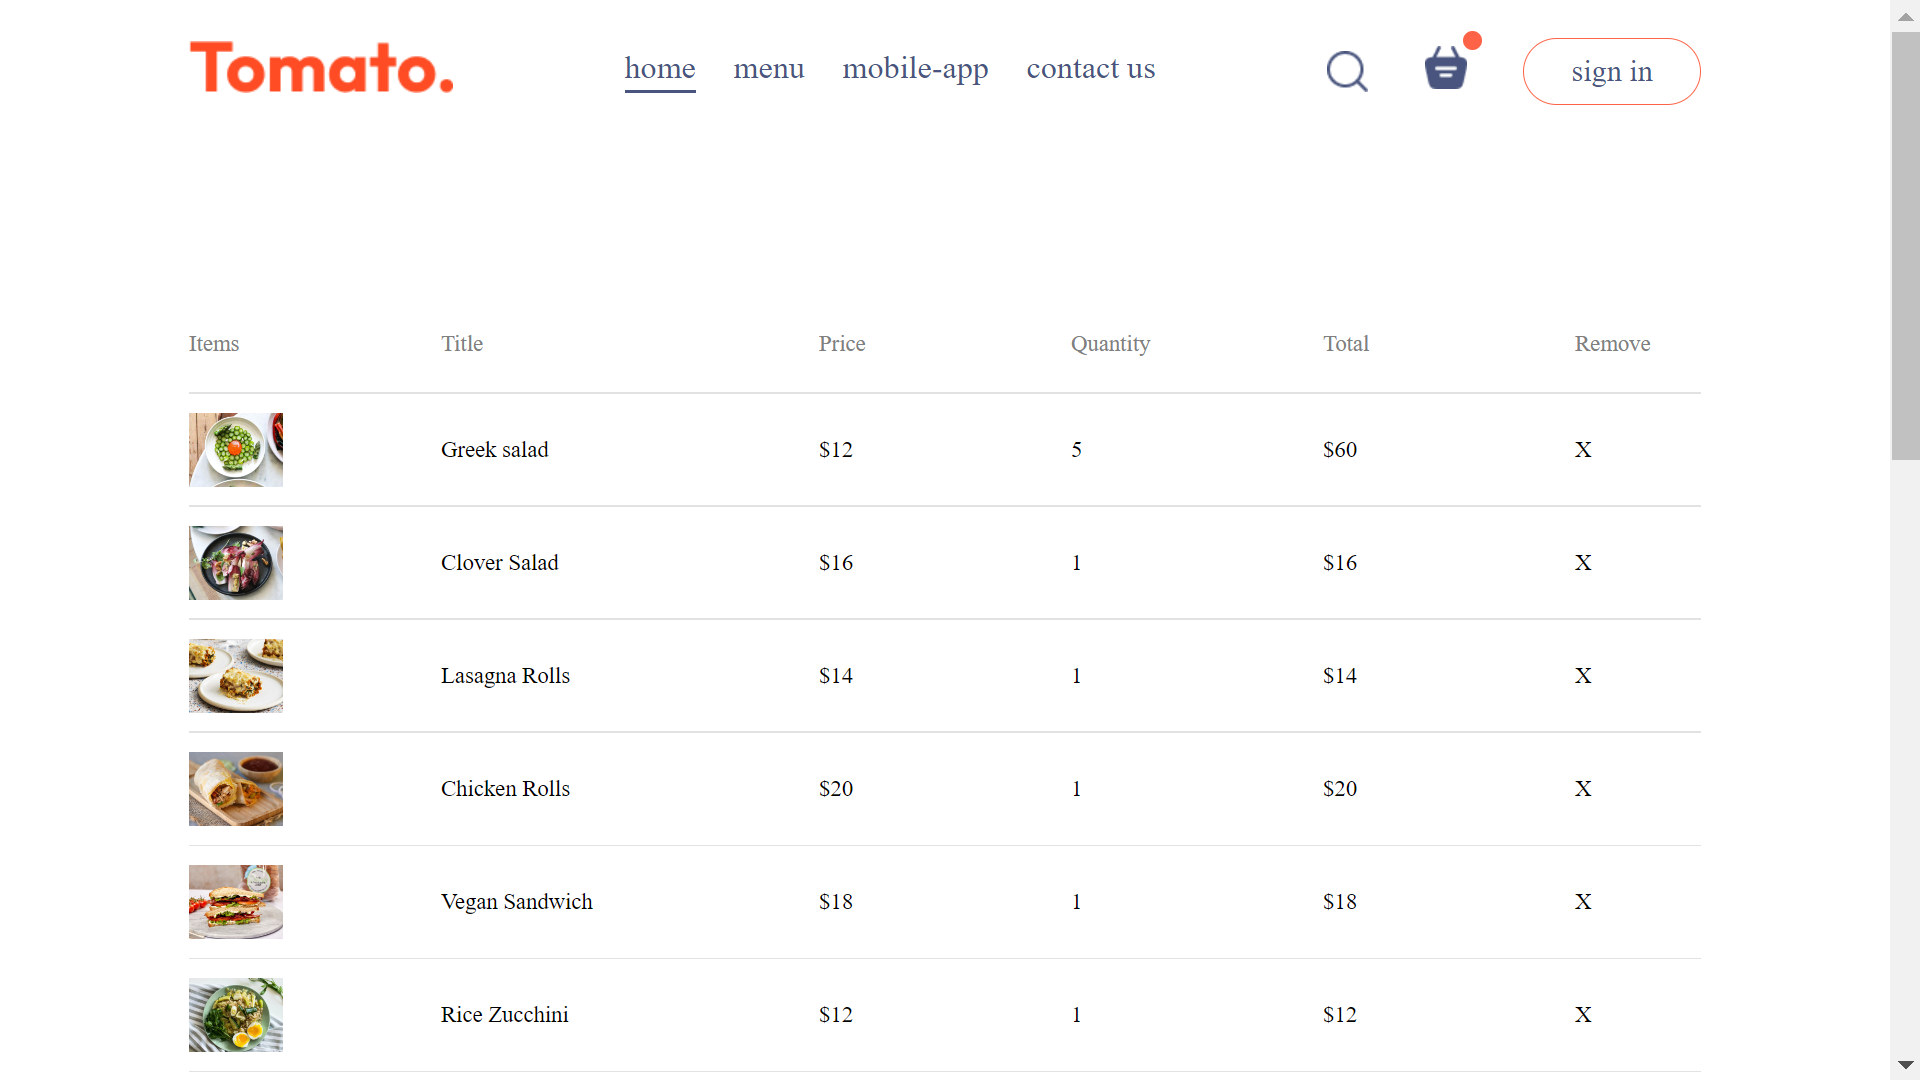 Tomato.
home menu mobile-app contact us
sign in
Items Title Price Quantity Total Remove
Greek salad $12 5 $60 X
Clover Salad $16 1 $16 X
Lasagna Rolls $14 1 $14 X
Chicken Rolls $20 1 $20 X
Vegan Sandwich $18 1 $18 X
Rice Zucchini $12 1 $12 X